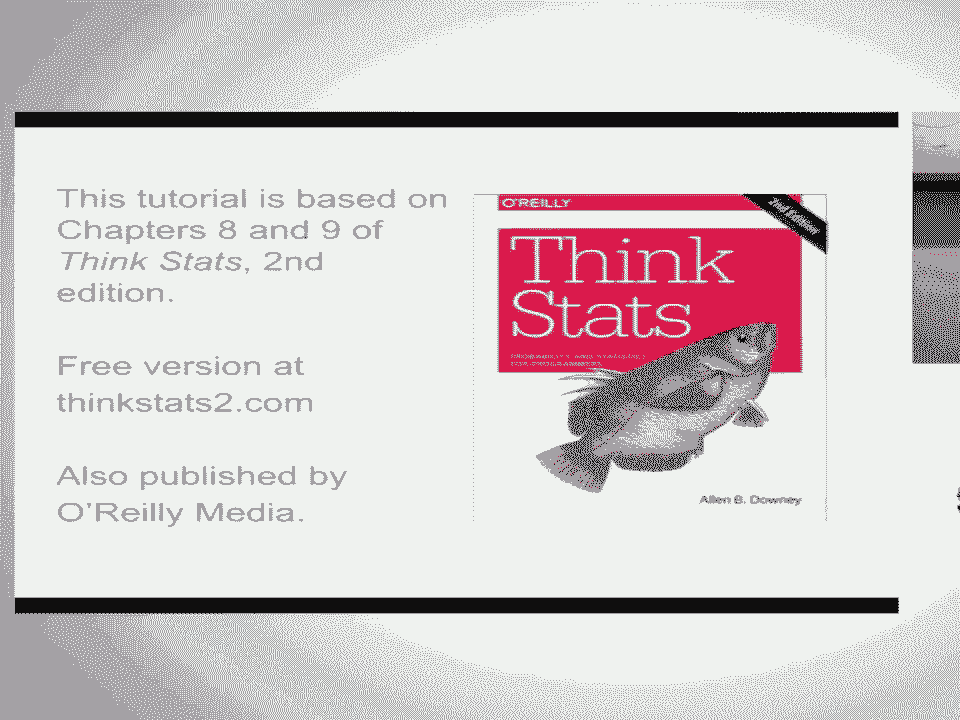 This tutorial is based on
Chapters 8 and 9 of
Think Stats, 2nd
edition.
Free version at
thinkstats2.com
Also published by
O'Reilly Media.
O'REILLY
2nd Edition
Think
Stats
Allen B. Downey